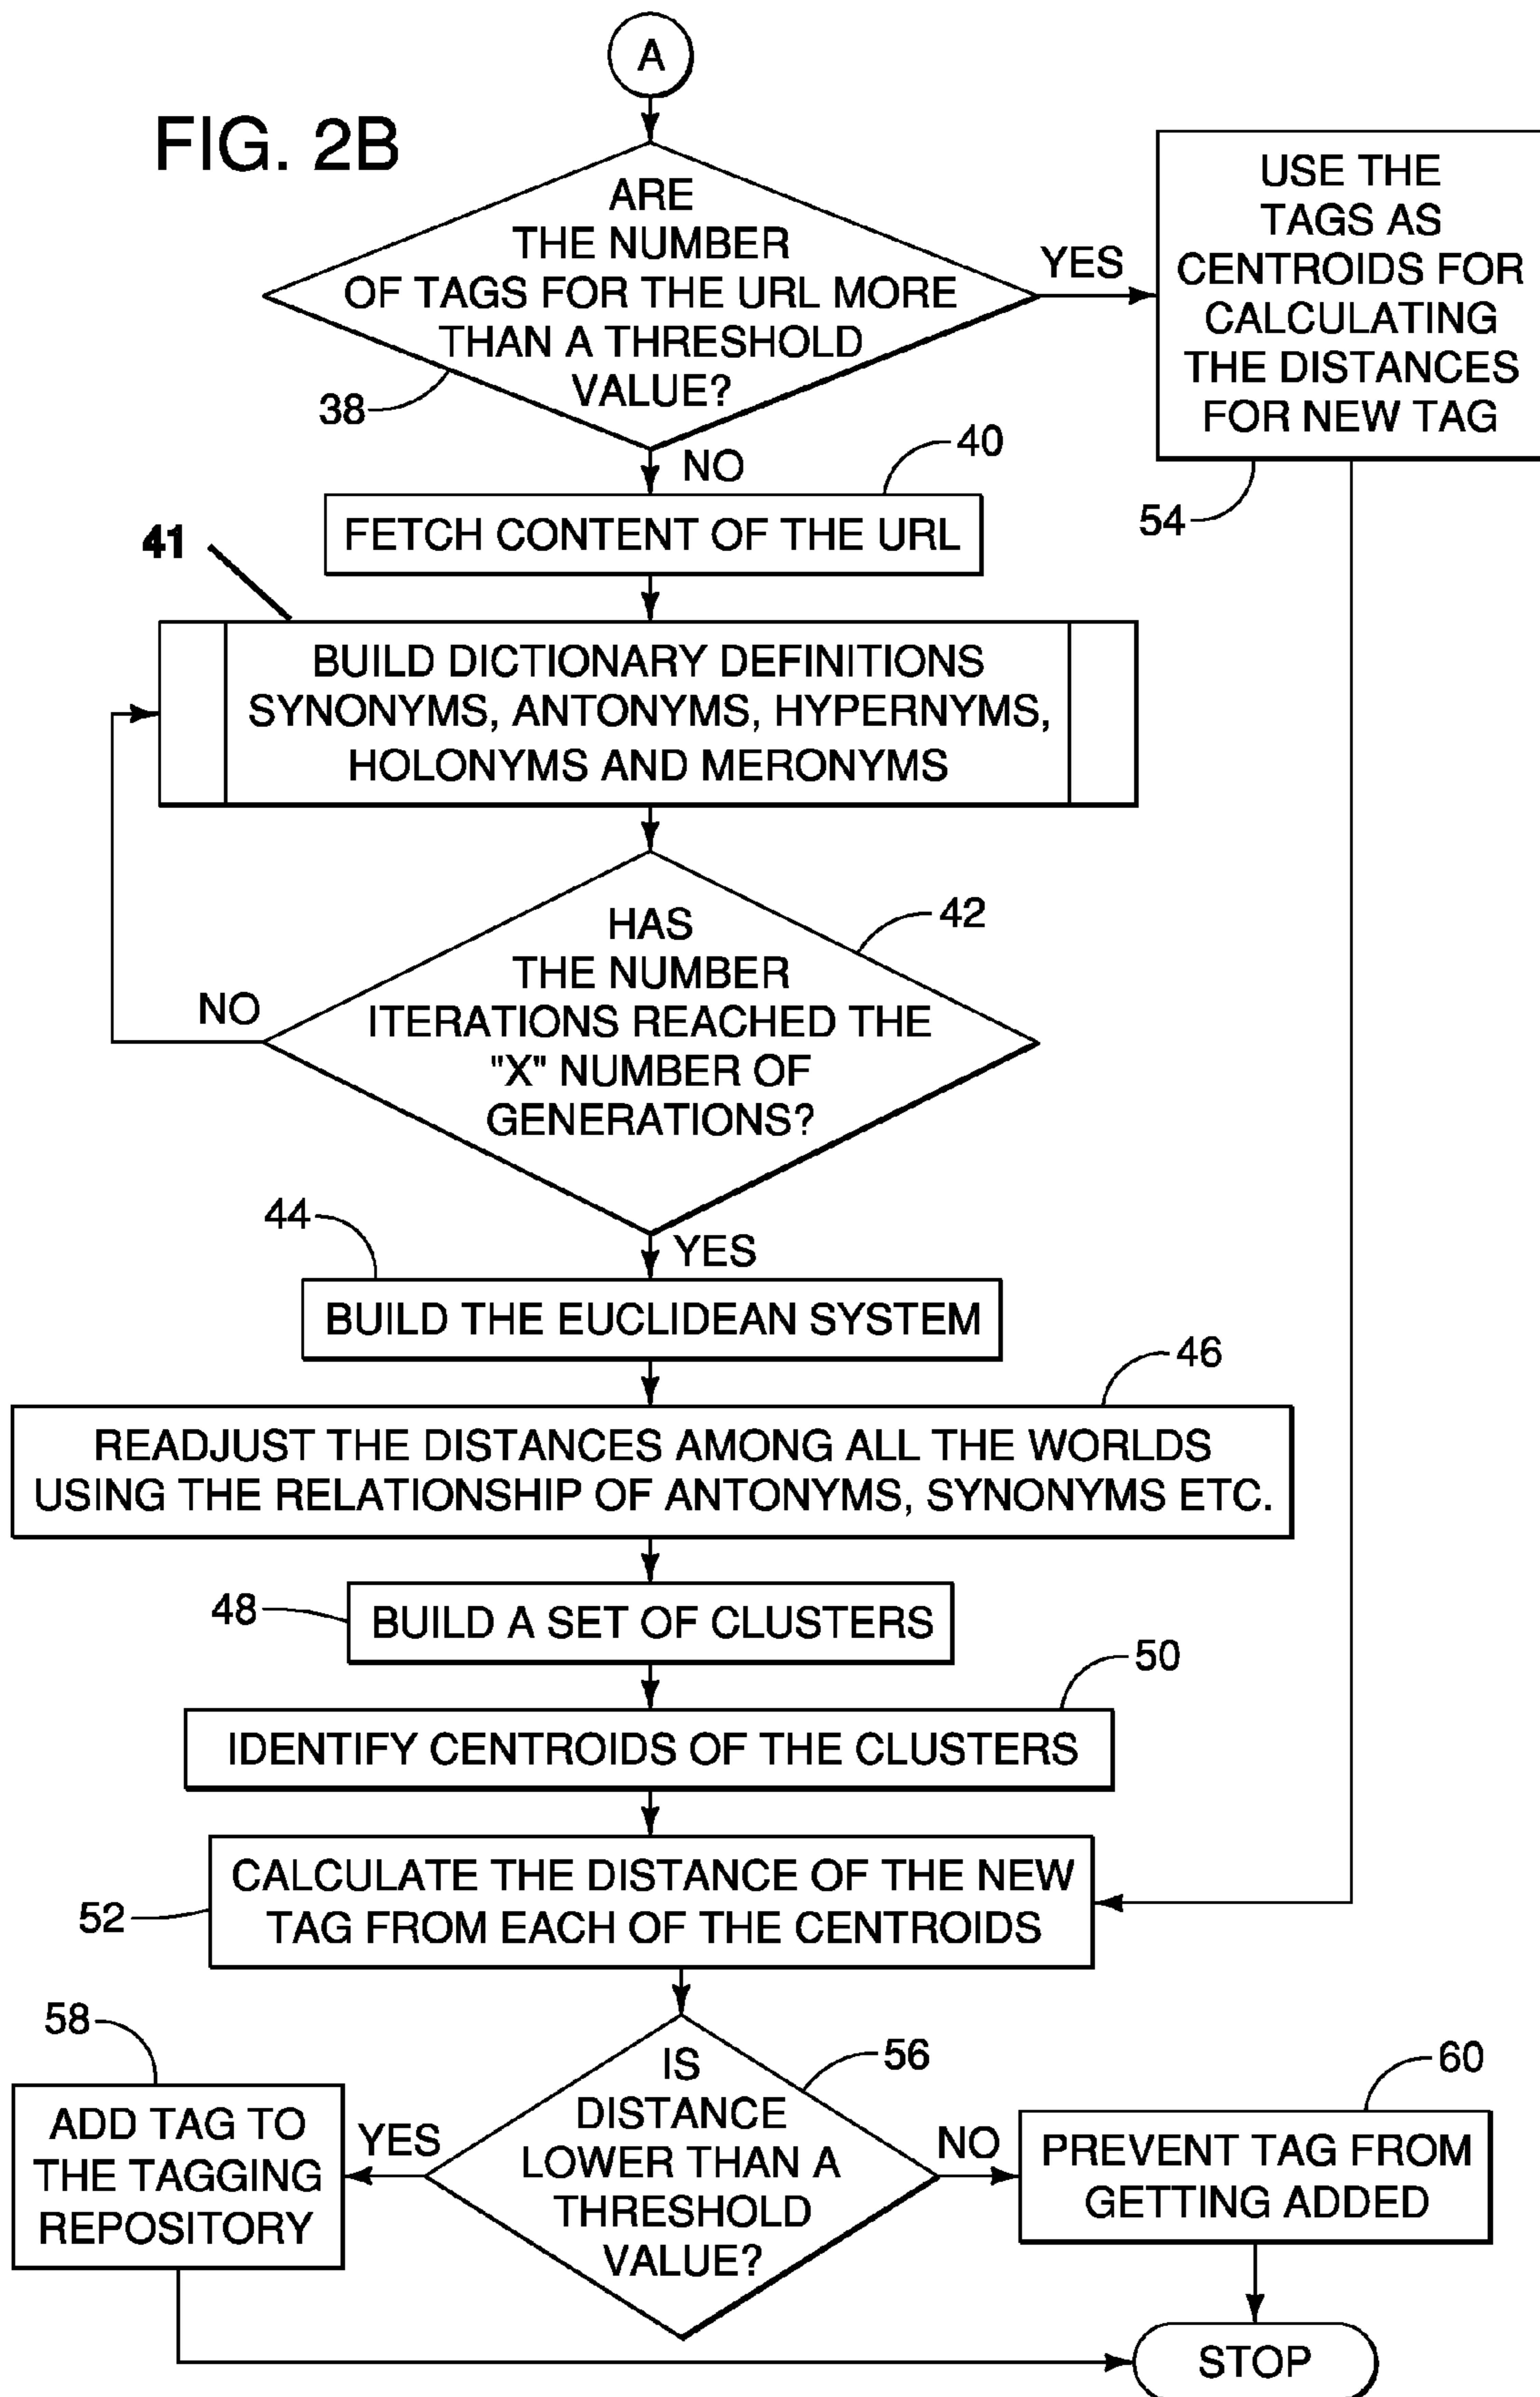 A
FIG. 2B
ARE
THE NUMBER
OF TAGS FOR THE URL MORE
THAN A THRESHOLD
VALUE?
38
YES
USE THE
TAGS AS
CENTROIDS FOR
CALCULATING
THE DISTANCES
FOR NEW TAG
54
NO
40
FETCH CONTENT OF THE URL
41
BUILD DICTIONARY DEFINITIONS
SYNONYMS, ANTONYMS, HYPERNYMS,
HOLONYMS AND MERONYMS
HAS
THE NUMBER
ITERATIONS REACHED THE
"X" NUMBER OF
GENERATIONS?
42
NO
YES
44
BUILD THE EUCLIDEAN SYSTEM
46
READJUST THE DISTANCES AMONG ALL THE WORLDS
USING THE RELATIONSHIP OF ANTONYMS, SYNONYMS ETC.
48
BUILD A SET OF CLUSTERS
50
IDENTIFY CENTROIDS OF THE CLUSTERS
CALCULATE THE DISTANCE OF THE NEW
TAG FROM EACH OF THE CENTROIDS
52
IS
DISTANCE
LOWER THAN A
THRESHOLD
VALUE?
56
YES
58
ADD TAG TO
THE TAGGING
REPOSITORY
NO
60
PREVENT TAG FROM
GETTING ADDED
STOP